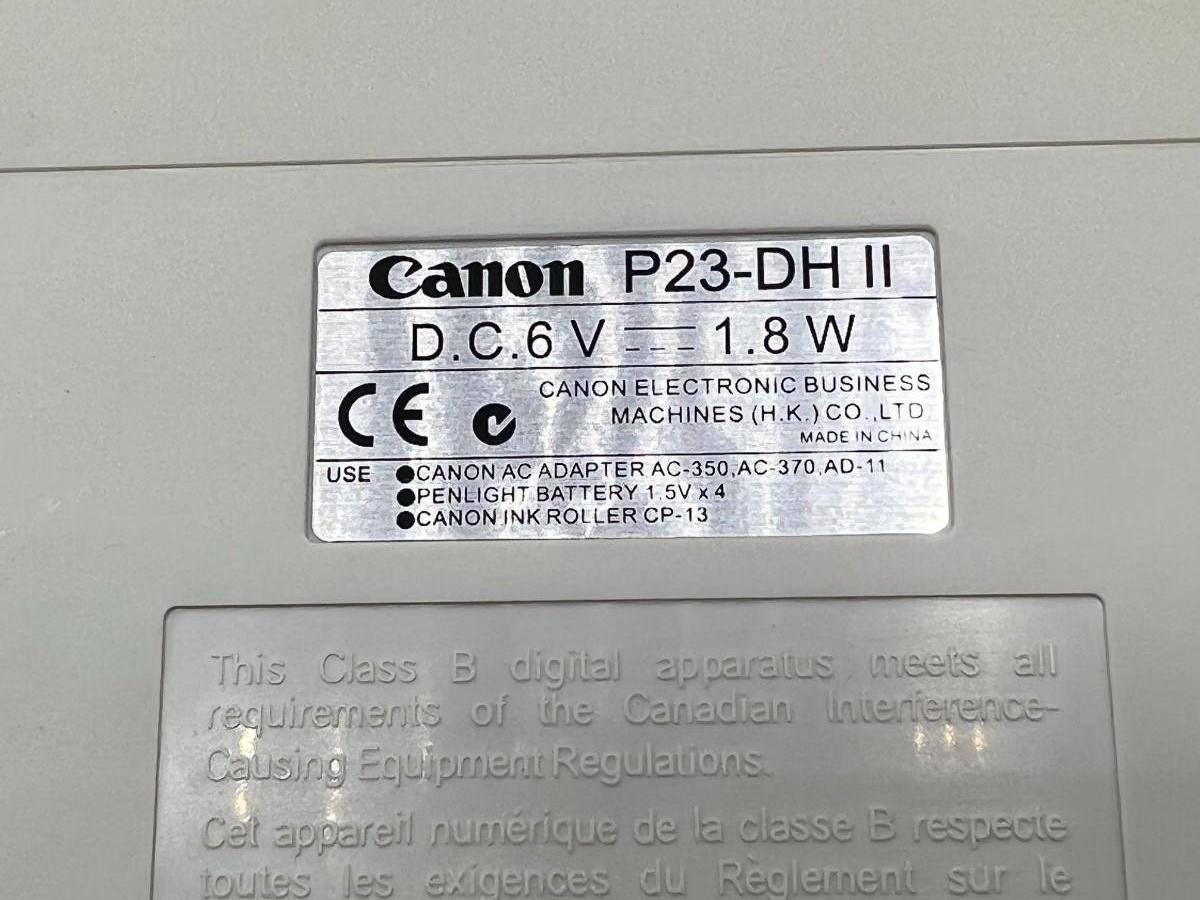 Canon P23-DH II
D.C.6 V 1.8 W
CE CANON ELECTRONIC BUSINESS
MACHINES (H.K.) CO.,LTD.
MADE IN CHINA
USE ●CANON AC ADAPTER AC-350,AC-370,AD-11
●PENLIGHT BATTERY 1.5V x 4
●CANON INK ROLLER CP-13
This Class B digital apparatus meets all
requirements of the Canadian Interference-
Causing Equipment Regulations.
Cet appareil numérique de la classe B respecte
toutes les exigences du Règlement sur le